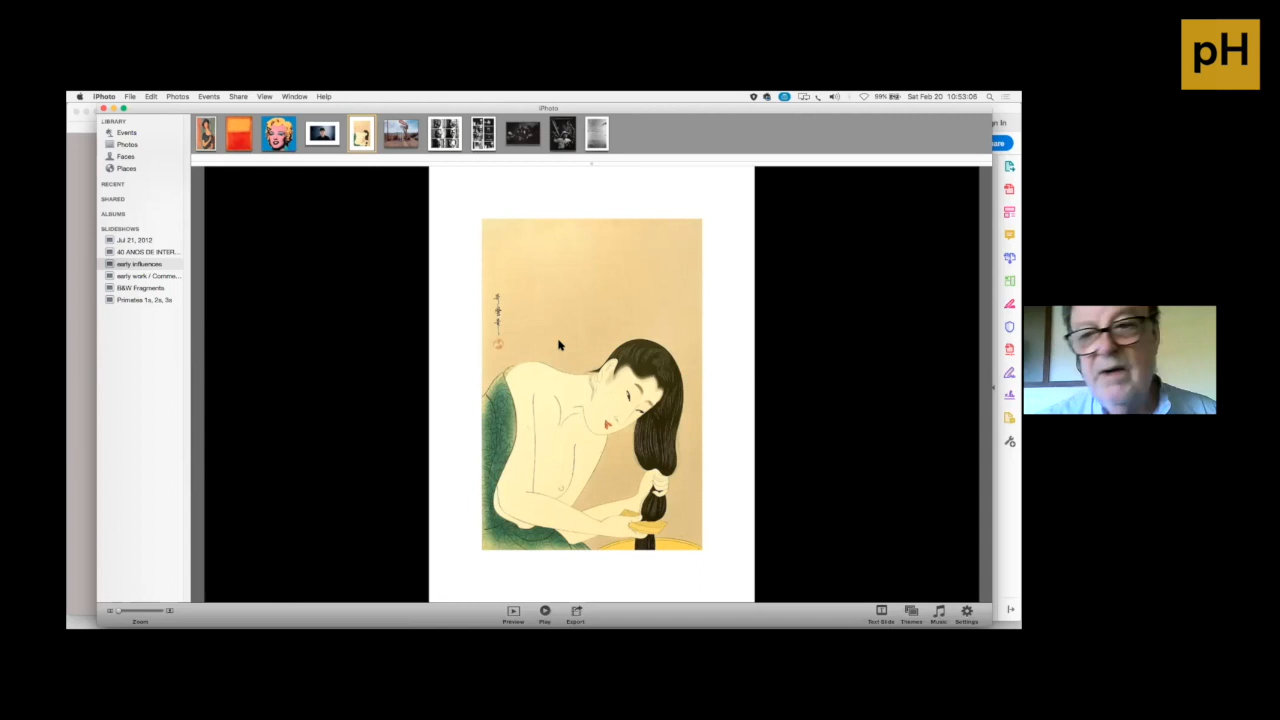 pH
iPhoto File Edit Photos Events Share View Window Help
99% Sat Feb 20 10:53:06
iPhoto
LIBRARY
Events
Photos
Faces
Places
RECENT
SHARED
ALBUMS
SLIDESHOWS
Jul 21, 2012
40 ANOS DE INTER...
early influences
early work / Comme...
B&W Fragments
Primates 1s, 2s, 3s
Zoom
Preview Play Export
Text Slide Themes Music Settings